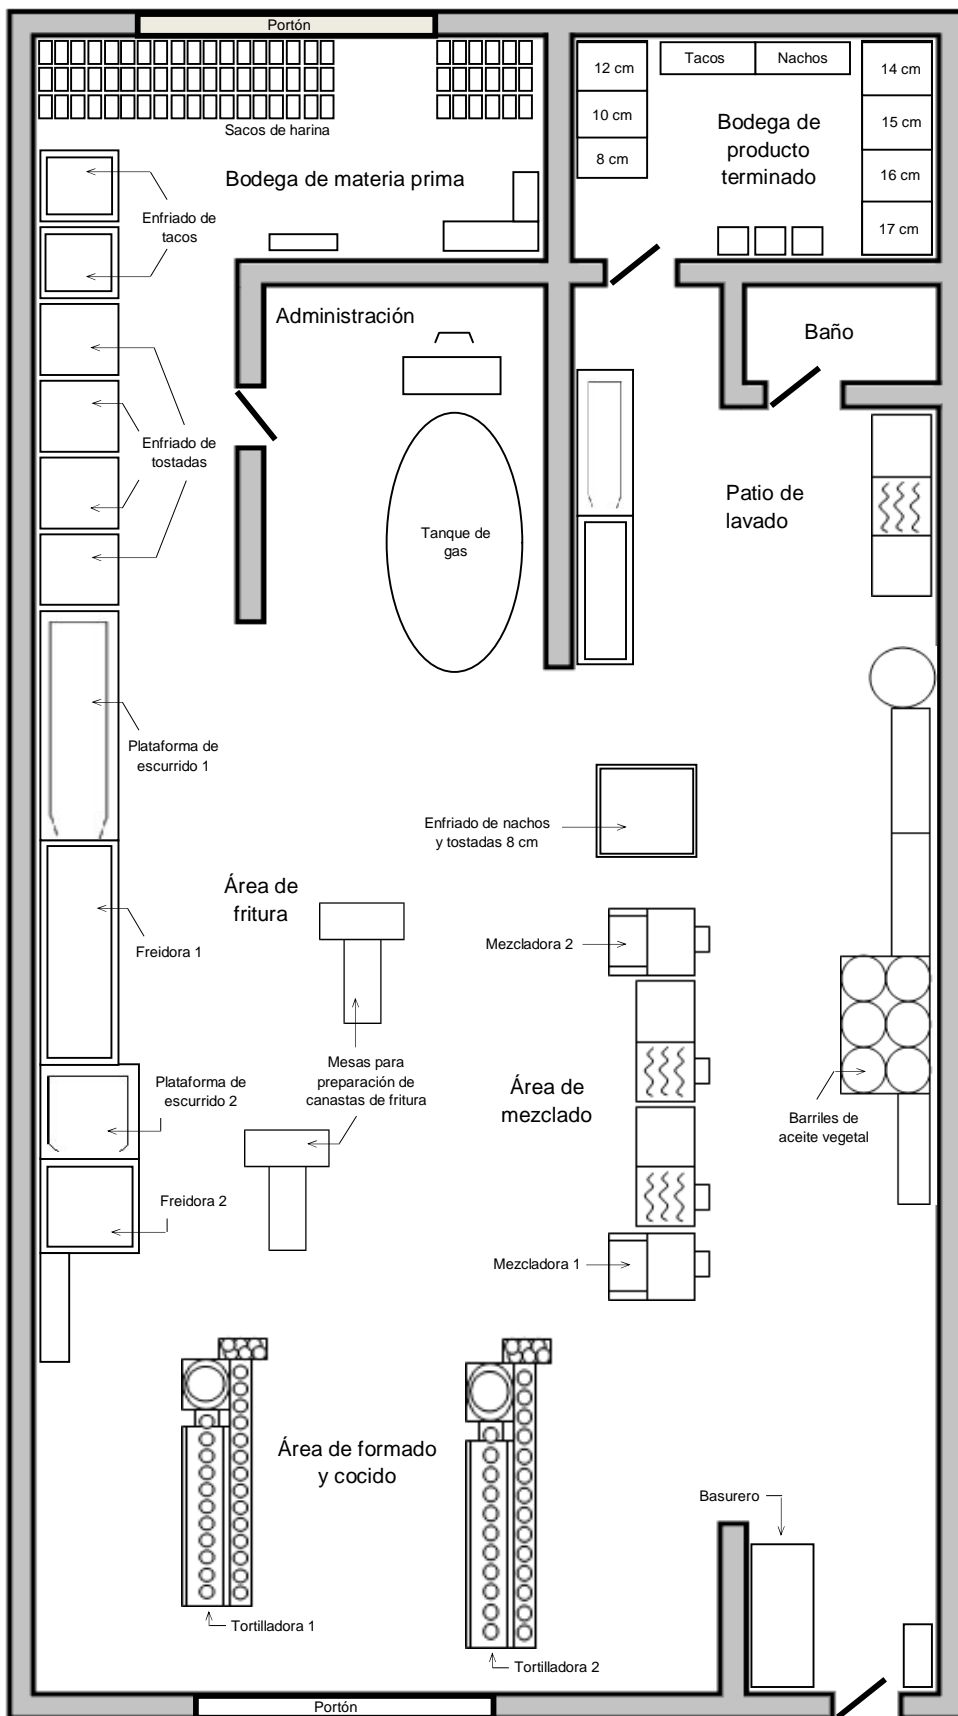 Portón
Sacos de harina
Bodega de materia prima
Enfriado de
tacos
12 cm
10 cm
8 cm
Tacos
Nachos
Bodega de
producto
terminado
14 cm
15 cm
16 cm
17 cm
Administración
Baño
Enfriado de
tostadas
Tanque de
gas
Patio de
lavado
Plataforma de
escurrido 1
Enfriado de nachos
y tostadas 8 cm
Área de
fritura
Freidora 1
Mezcladora 2
Mesas para
preparación de
canastas de fritura
Plataforma de
escurrido 2
Área de
mezclado
Barriles de
aceite vegetal
Freidora 2
Mezcladora 1
Área de formado
y cocido
Basurero
Tortilladora 1
Tortilladora 2
Portón